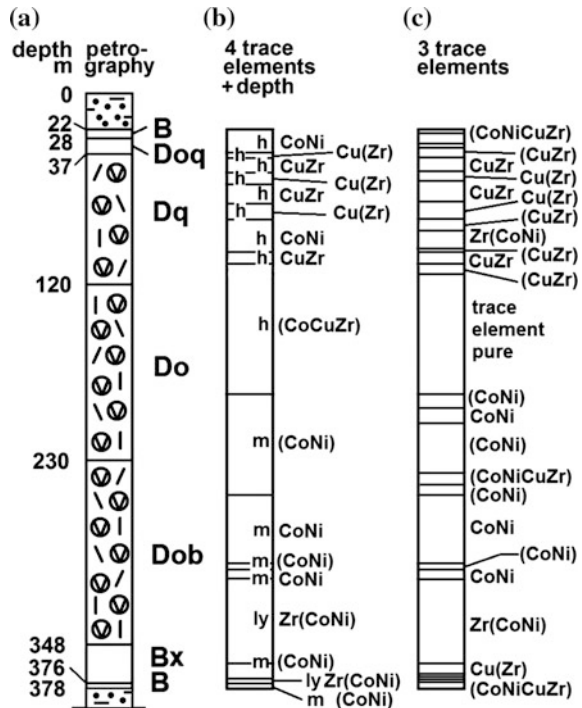 (a)
depth petro-
m graphy
0
22
B
28
Doq
37
Dq
120
Do
230
Dob
348
Bx
376
B
378
(b)
4 trace
elements
+ depth
h CoNi
h Cu(Zr)
h CuZr
h Cu(Zr)
h CuZr
h Cu(Zr)
h CoNi
h CuZr
h (CoCuZr)
m (CoNi)
m CoNi
m (CoNi)
m CoNi
ly Zr(CoNi)
m (CoNi)
ly Zr(CoNi)
m (CoNi)
(c)
3 trace
elements
(CoNiCuZr)
(CuZr)
CuZr
Cu(Zr)
CuZr
Cu(Zr)
(CuZr)
Zr(CoNi)
(CuZr)
CuZr
(CuZr)
trace
element
pure
(CoNi)
CoNi
(CoNi)
(CoNiCuZr)
(CoNi)
CoNi
(CoNi)
CoNi
Zr(CoNi)
Cu(Zr)
(CoNiCuZr)